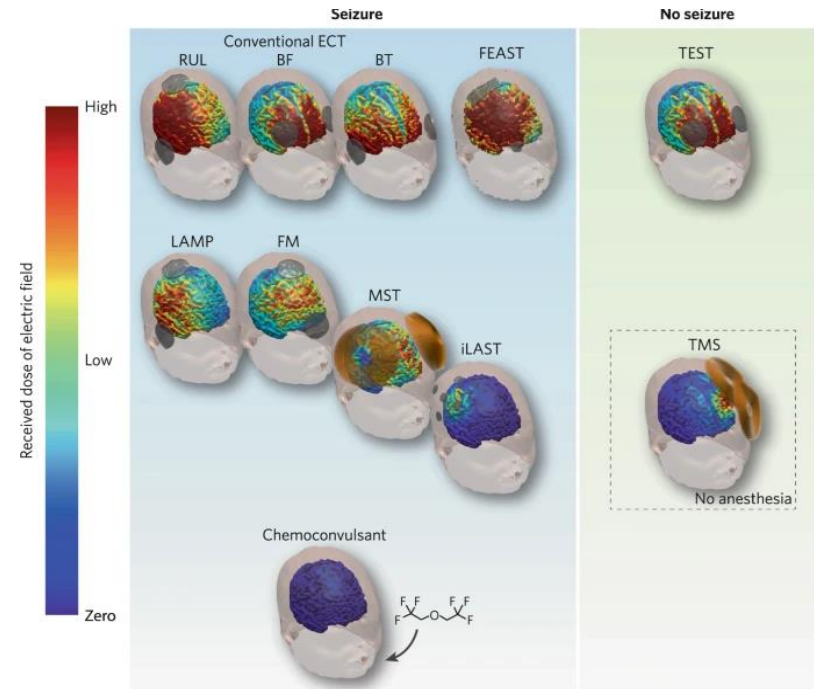 Seizure
No seizure
Conventional ECT
RUL
BF
BT
FEAST
TEST
High
LAMP
FM
MST
iLAST
TMS
Received dose of electric field
Low
No anesthesia
Chemoconvulsant
F F
F
O
F F
F
Zero